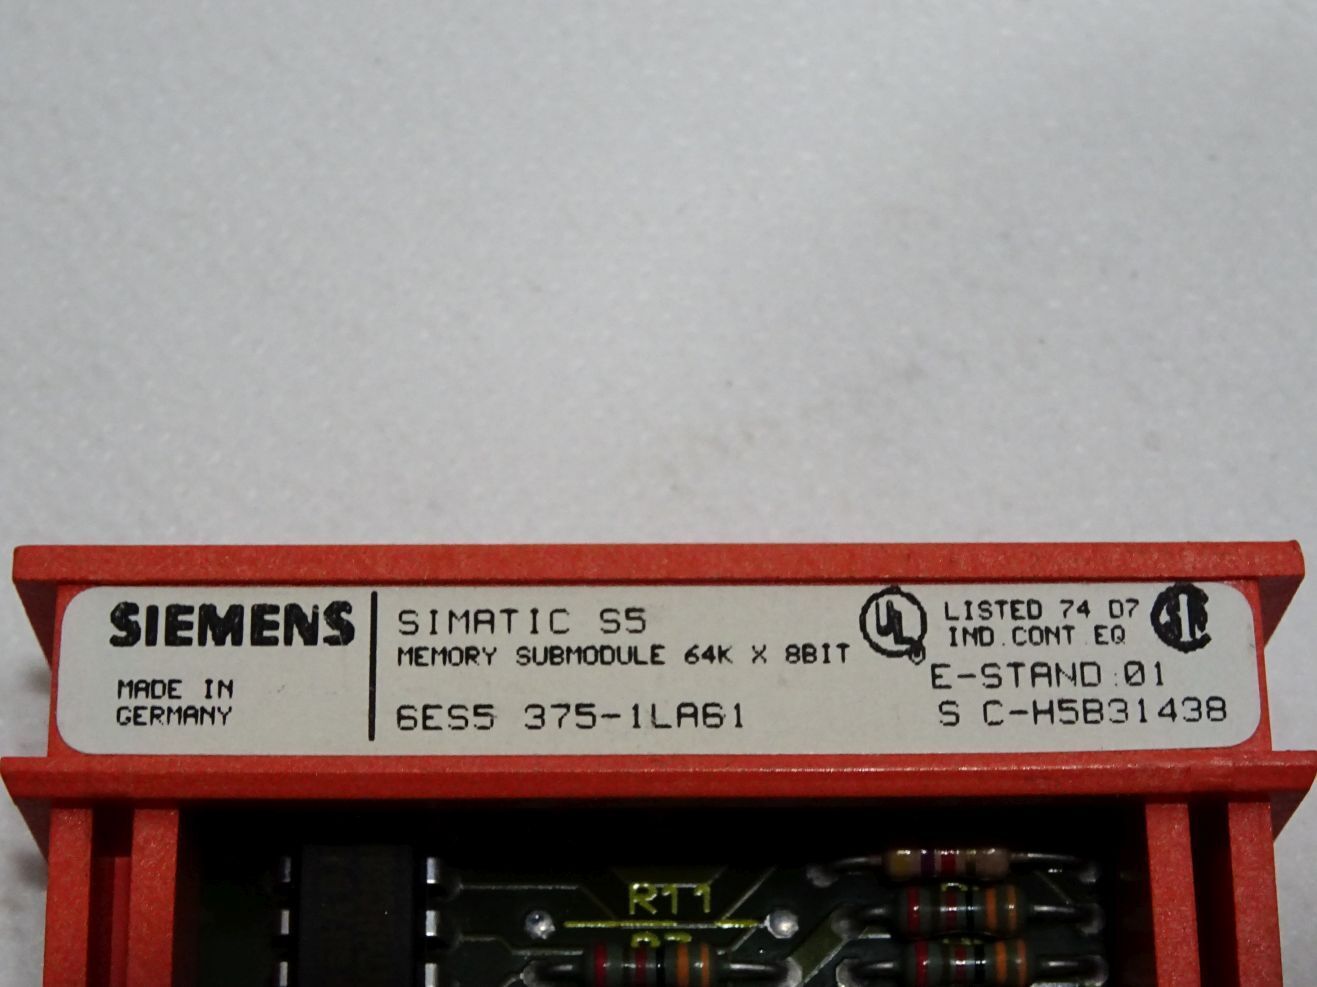 SIEMENS
MADE IN
GERMANY
SIMATIC S5
MEMORY SUBMODULE 64K X 8BIT
6ES5 375-1LA61
UL
LISTED 74 D7
IND.CONT.EQ
E-STAND:01
S C-H5B31438
R11